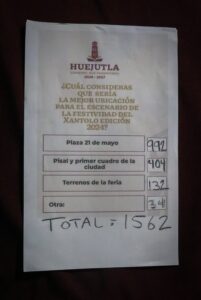 HUEJUTLA
2024 - 2027
¿CUÁL CONSIDERAS
QUE SERÍA
LA MEJOR UBICACIÓN
PARA EL ESCENARIO DE
LA FESTIVIDAD DEL
XANTOLO EDICIÓN
2024?
Plaza 21 de mayo 992
Pisal y primer cuadro de la
ciudad 404
Terrenos de la feria 132
Otra: 34
TOTAL = 1562